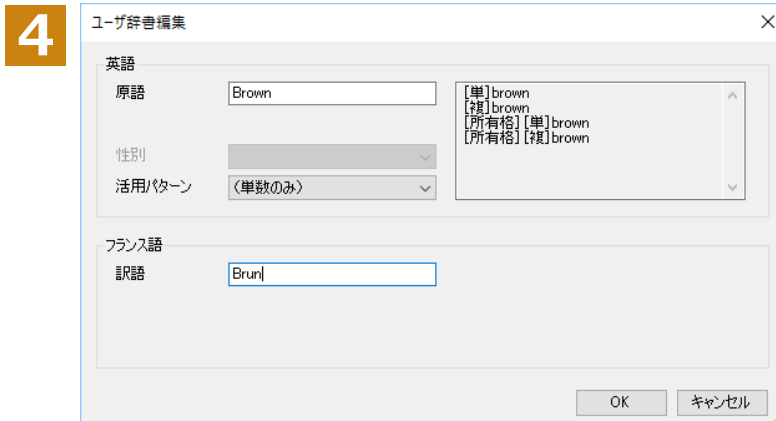 4
ユーザ辞書編集
英語
原語
Brown
[単]brown
[複]brown
[所有格][単]brown
[所有格][複]brown
性別
活用パターン
(単数のみ)
フランス語
訳語
Brun
OK
キャンセル